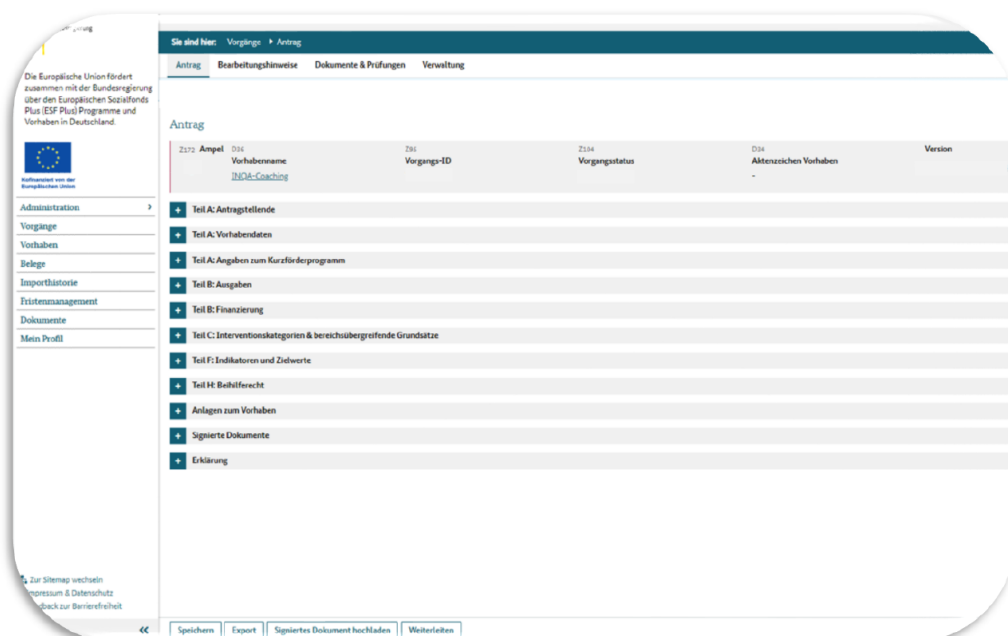 Die Europäische Union fördert
zusammen mit der Bundesregierung
über den Europäischen Sozialfonds
Plus (ESF Plus) Programme und
Vorhaben in Deutschland.
Kofinanziert von der
Europäischen Union
Administration
Vorgänge
Vorhaben
Belege
Importhistorie
Fristenmanagement
Dokumente
Mein Profil
Zur Sitemap wechseln
Impressum & Datenschutz
dback zur Barrierefreiheit
Sie sind hier: Vorgänge Antrag
Antrag Bearbeitungshinweise Dokumente & Prüfungen Verwaltung
Antrag
Z172 Ampel D36 Z91 Z104 D34 Version
Vorhabenname Vorgangs-ID Vorgangsstatus Aktenzeichen Vorhaben
INQA-Coaching -
+ Teil A: Antragstellende
+ Teil A: Vorhabendaten
+ Teil A: Angaben zum Kurzförderprogramm
+ Teil B: Ausgaben
+ Teil B: Finanzierung
+ Teil C: Interventionskategorien & bereichsübergreifende Grundsätze
+ Teil F: Indikatoren und Zielwerte
+ Teil H: Beihilferecht
+ Anlagen zum Vorhaben
+ Signierte Dokumente
+ Erklärung
Speichern Export Signiertes Dokument hochladen Weiterleiten